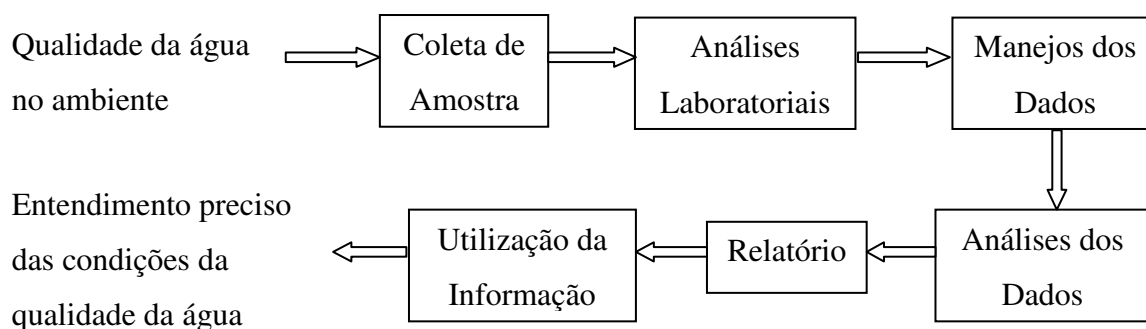 Qualidade da água
no ambiente
Coleta de
Amostra
Análises
Laboratoriais
Manejos dos
Dados
Entendimento preciso
das condições da
qualidade da água
Utilização da
Informação
Relatório
Análises dos
Dados